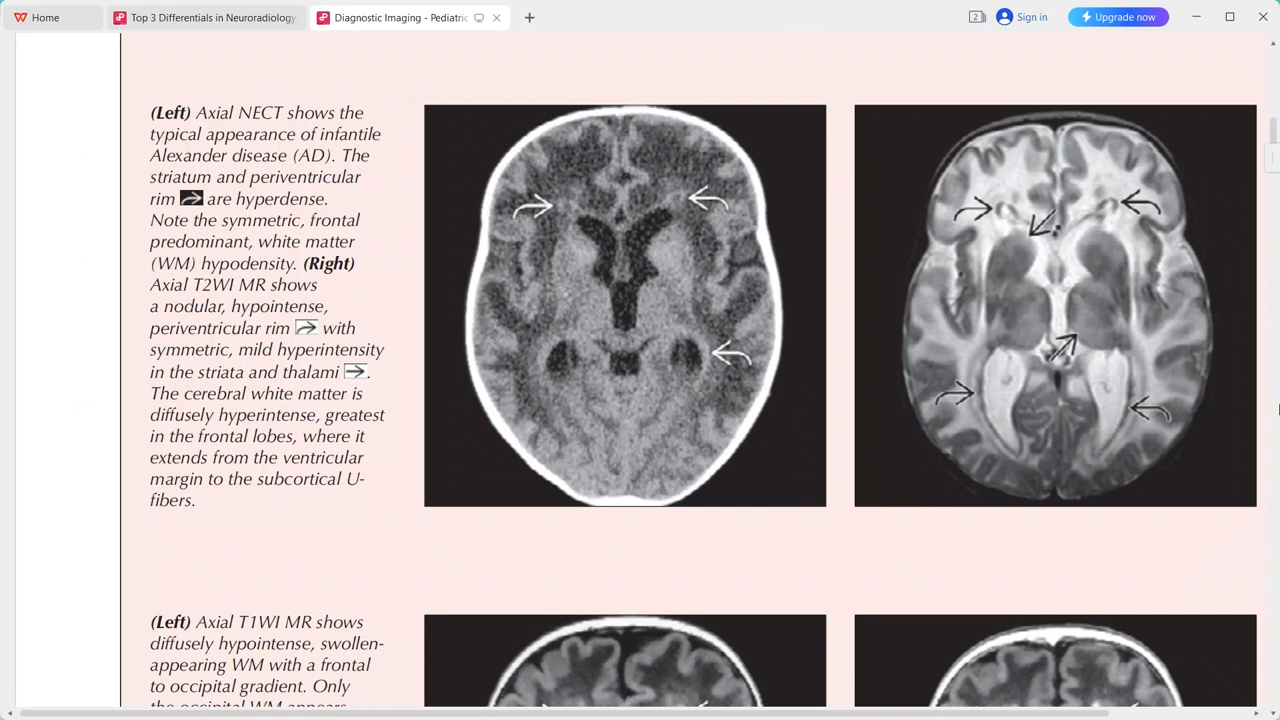 Home
Top 3 Differentials in Neuroradiology.
Diagnostic Imaging - Pediatric
2
Sign in
Upgrade now
(Left) Axial NECT shows the
typical appearance of infantile
Alexander disease (AD). The
striatum and periventricular
rim are hyperdense.
Note the symmetric, frontal
predominant, white matter
(WM) hypodensity. (Right)
Axial T2WI MR shows
a nodular, hypointense,
periventricular rim with
symmetric, mild hyperintensity
in the striata and thalami .
The cerebral white matter is
diffusely hyperintense, greatest
in the frontal lobes, where it
extends from the ventricular
margin to the subcortical U-
fibers.
(Left) Axial T1WI MR shows
diffusely hypointense, swollen-
appearing WM with a frontal
to occipital gradient. Only
the occipital WM appears